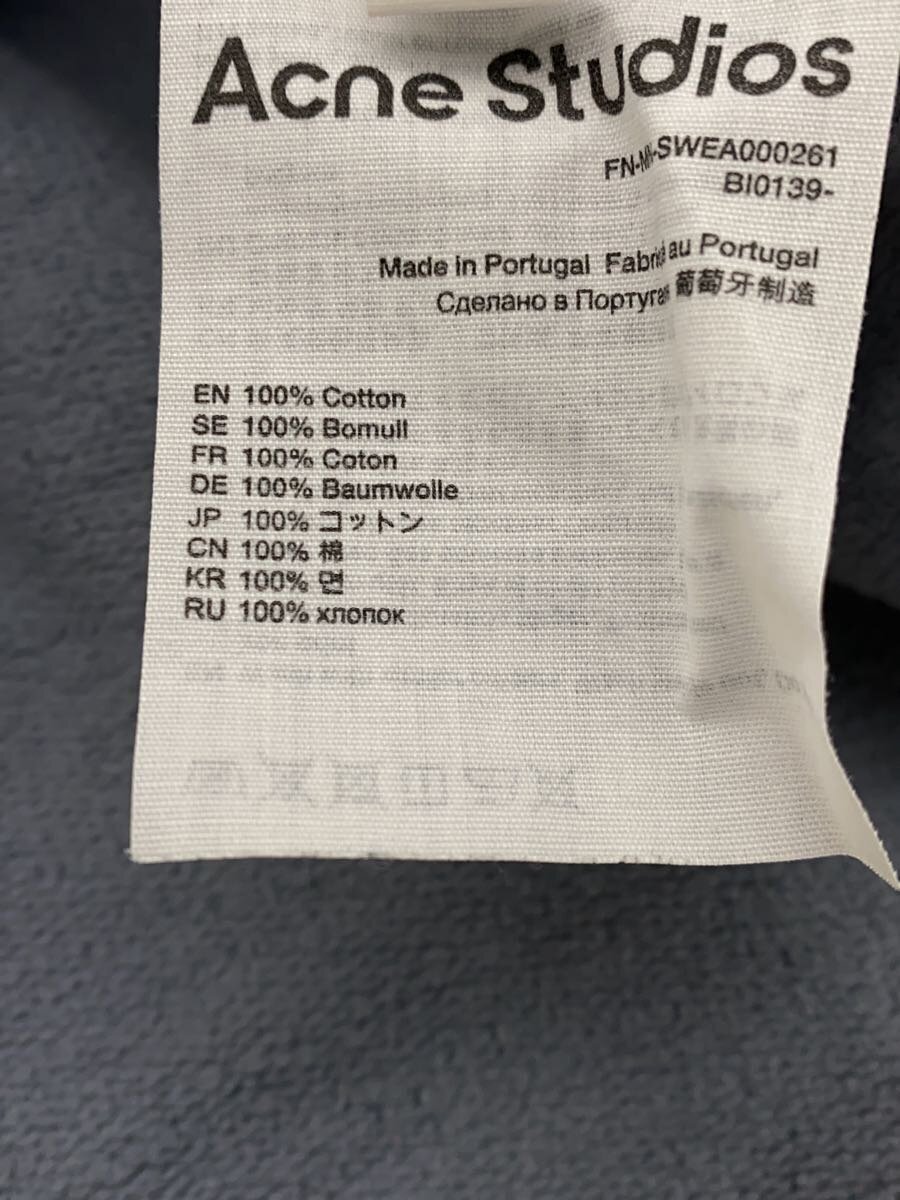 Acne Studios
FN-MN-SWEA000261
BI0139-
Made in Portugal Fabriqué au Portugal
Сделано в Португал 葡萄牙制造
EN 100% Cotton
SE 100% Bomull
FR 100% Coton
DE 100% Baumwolle
JP 100% コットン
CN 100% 棉
KR 100% 면
RU 100% хлопок